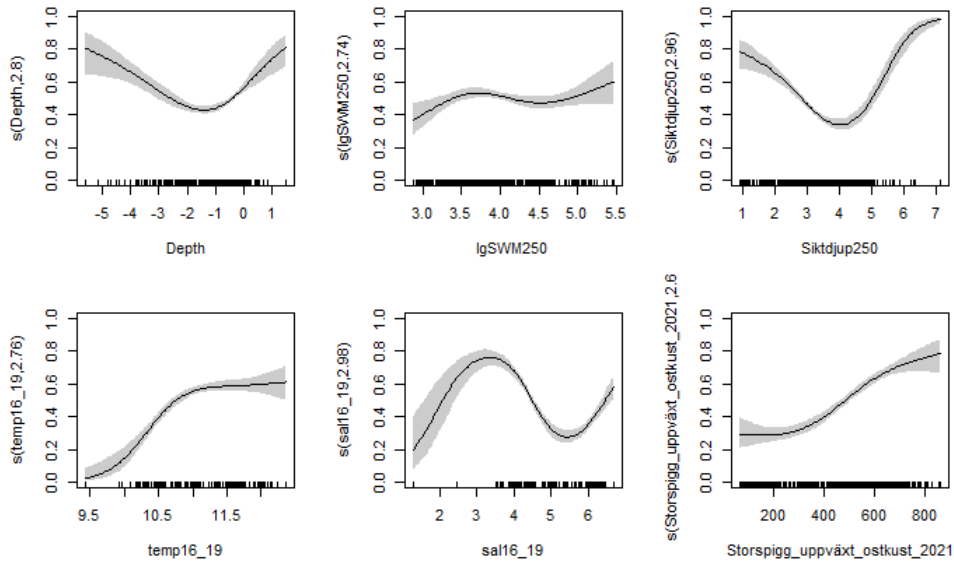 s(Depth,2.8)
0.0 0.2 0.4 0.6 0.8 1.0
-5 -4 -3 -2 -1 0 1
Depth
s(lgSWM250,2.74)
0.0 0.2 0.4 0.6 0.8 1.0
3.0 3.5 4.0 4.5 5.0 5.5
lgSWM250
s(Siktdjup250,2.96)
0.0 0.2 0.4 0.6 0.8 1.0
1 2 3 4 5 6 7
Siktdjup250
s(temp16_19,2.76)
0.0 0.2 0.4 0.6 0.8 1.0
9.5 10.5 11.5
temp16_19
s(sal16_19,2.98)
0.0 0.2 0.4 0.6 0.8 1.0
2 3 4 5 6
sal16_19
s(Storspigg_uppväxt_ostkust_2021,2.6
0.0 0.2 0.4 0.6 0.8 1.0
200 400 600 800
Storspigg_uppväxt_ostkust_2021